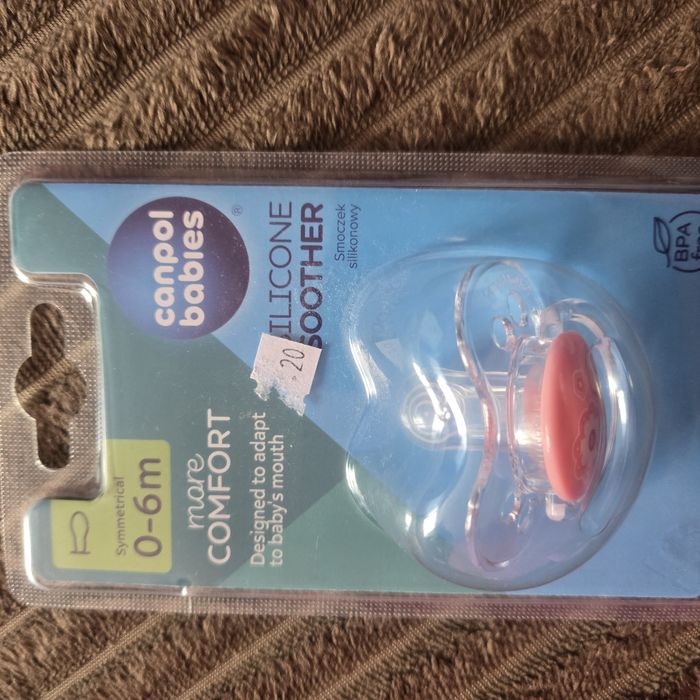 canpol
babies
®
SILICONE
SOOTHER
Smoczek
silikonowy
20
more
COMFORT
Designed to adapt
to baby's mouth
Symmetrical
0-6m
BPA